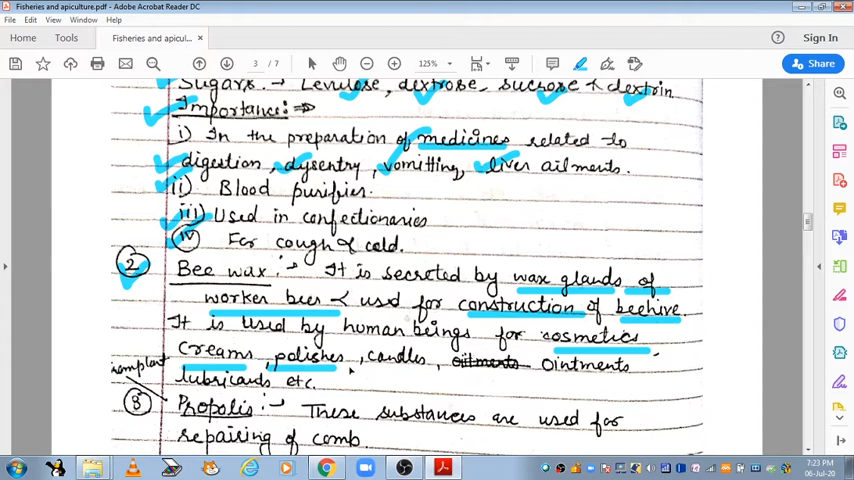 Fisheries and apiculture.pdf - Adobe Acrobat Reader DC
File Edit View Window Help
Home Tools Fisheries and apicul... × Sign In
3 / 7 125% Share
Sugars :→ Levulose, dextrose, sucrose & dextrin
Importance: ⇒
i) In the preparation of medicines related to
digestion, dysentry, vomitting, liver ailments.
ii) Blood purifier.
iii) Used in confectionaries
iv) For cough & cold.
2 Bee wax :→ It is secreted by wax glands of
worker bees & used for construction of beehive.
It is used by human beings for cosmetics
creams, polishes, candles, oitments ointments
lubricants etc.
3 Propolis :→ These substances are used for
repairing of comb.
7:23 PM
06-Jul-20